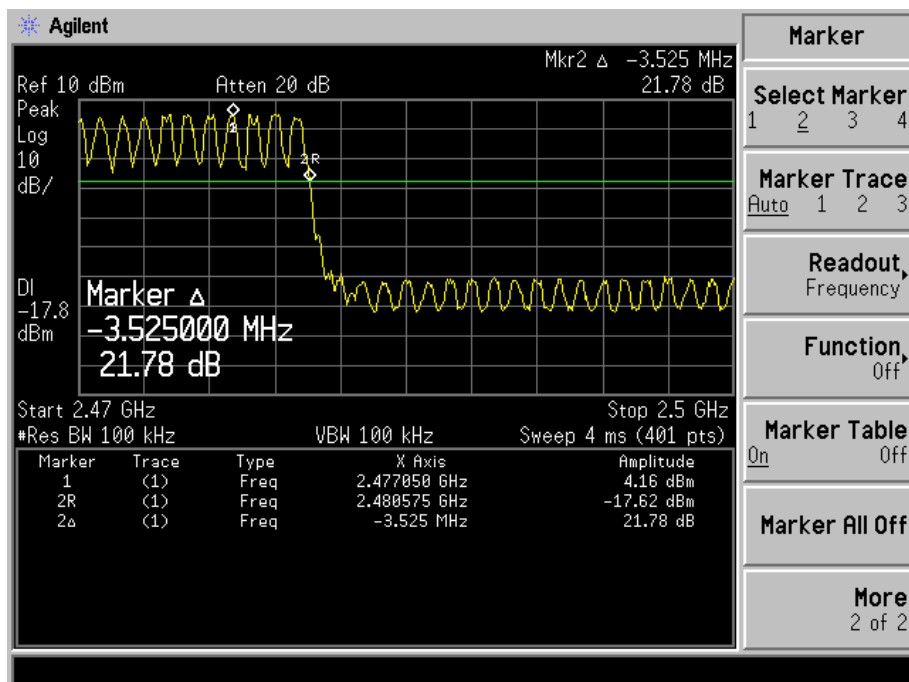 Agilent
Mkr2 Δ -3.525 MHz
Ref 10 dBm Atten 20 dB 21.78 dB
Peak
Log
10
dB/
2R
DI
-17.8
dBm
Marker Δ
-3.525000 MHz
21.78 dB
Start 2.47 GHz Stop 2.5 GHz
#Res BW 100 kHz VBW 100 kHz Sweep 4 ms (401 pts)
Marker Trace Type X Axis Amplitude
1 (1) Freq 2.477050 GHz 4.16 dBm
2R (1) Freq 2.480575 GHz -17.62 dBm
2Δ (1) Freq -3.525 MHz 21.78 dB
Marker
Select Marker
1 2 3 4
Marker Trace
Auto 1 2 3
Readout
Frequency
Function
Off
Marker Table
On Off
Marker All Off
More
2 of 2